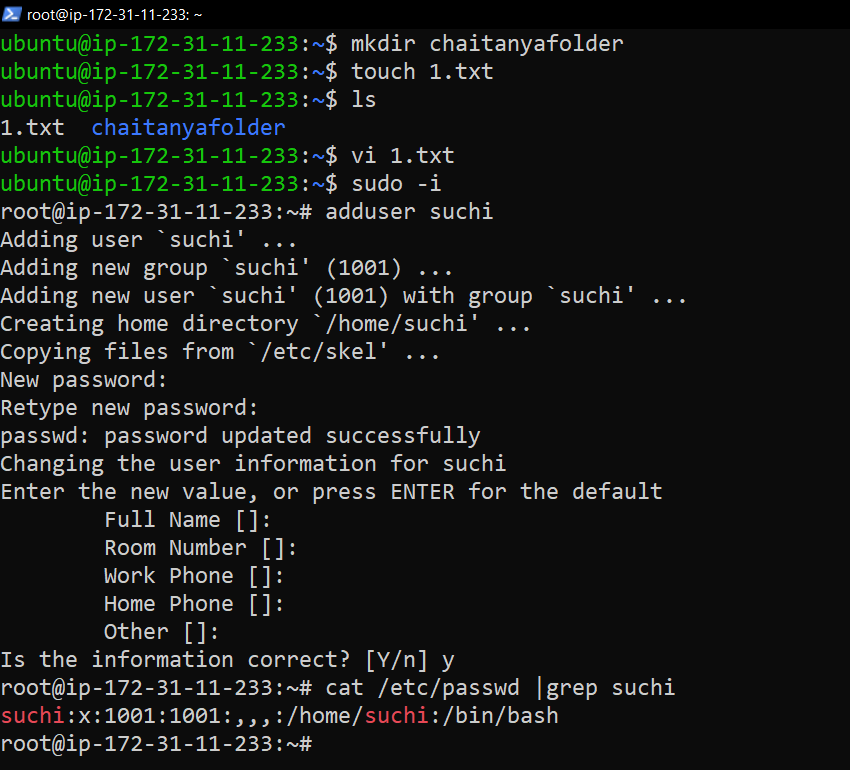 root@ip-172-31-11-233: ~
ubuntu@ip-172-31-11-233:~$ mkdir chaitanyafolder
ubuntu@ip-172-31-11-233:~$ touch 1.txt
ubuntu@ip-172-31-11-233:~$ ls
1.txt  chaitanyafolder
ubuntu@ip-172-31-11-233:~$ vi 1.txt
ubuntu@ip-172-31-11-233:~$ sudo -i
root@ip-172-31-11-233:~# adduser suchi
Adding user `suchi' ...
Adding new group `suchi' (1001) ...
Adding new user `suchi' (1001) with group `suchi' ...
Creating home directory `/home/suchi' ...
Copying files from `/etc/skel' ...
New password:
Retype new password:
passwd: password updated successfully
Changing the user information for suchi
Enter the new value, or press ENTER for the default
        Full Name []:
        Room Number []:
        Work Phone []:
        Home Phone []:
        Other []:
Is the information correct? [Y/n] y
root@ip-172-31-11-233:~# cat /etc/passwd |grep suchi
suchi:x:1001:1001:,,,:/home/suchi:/bin/bash
root@ip-172-31-11-233:~#